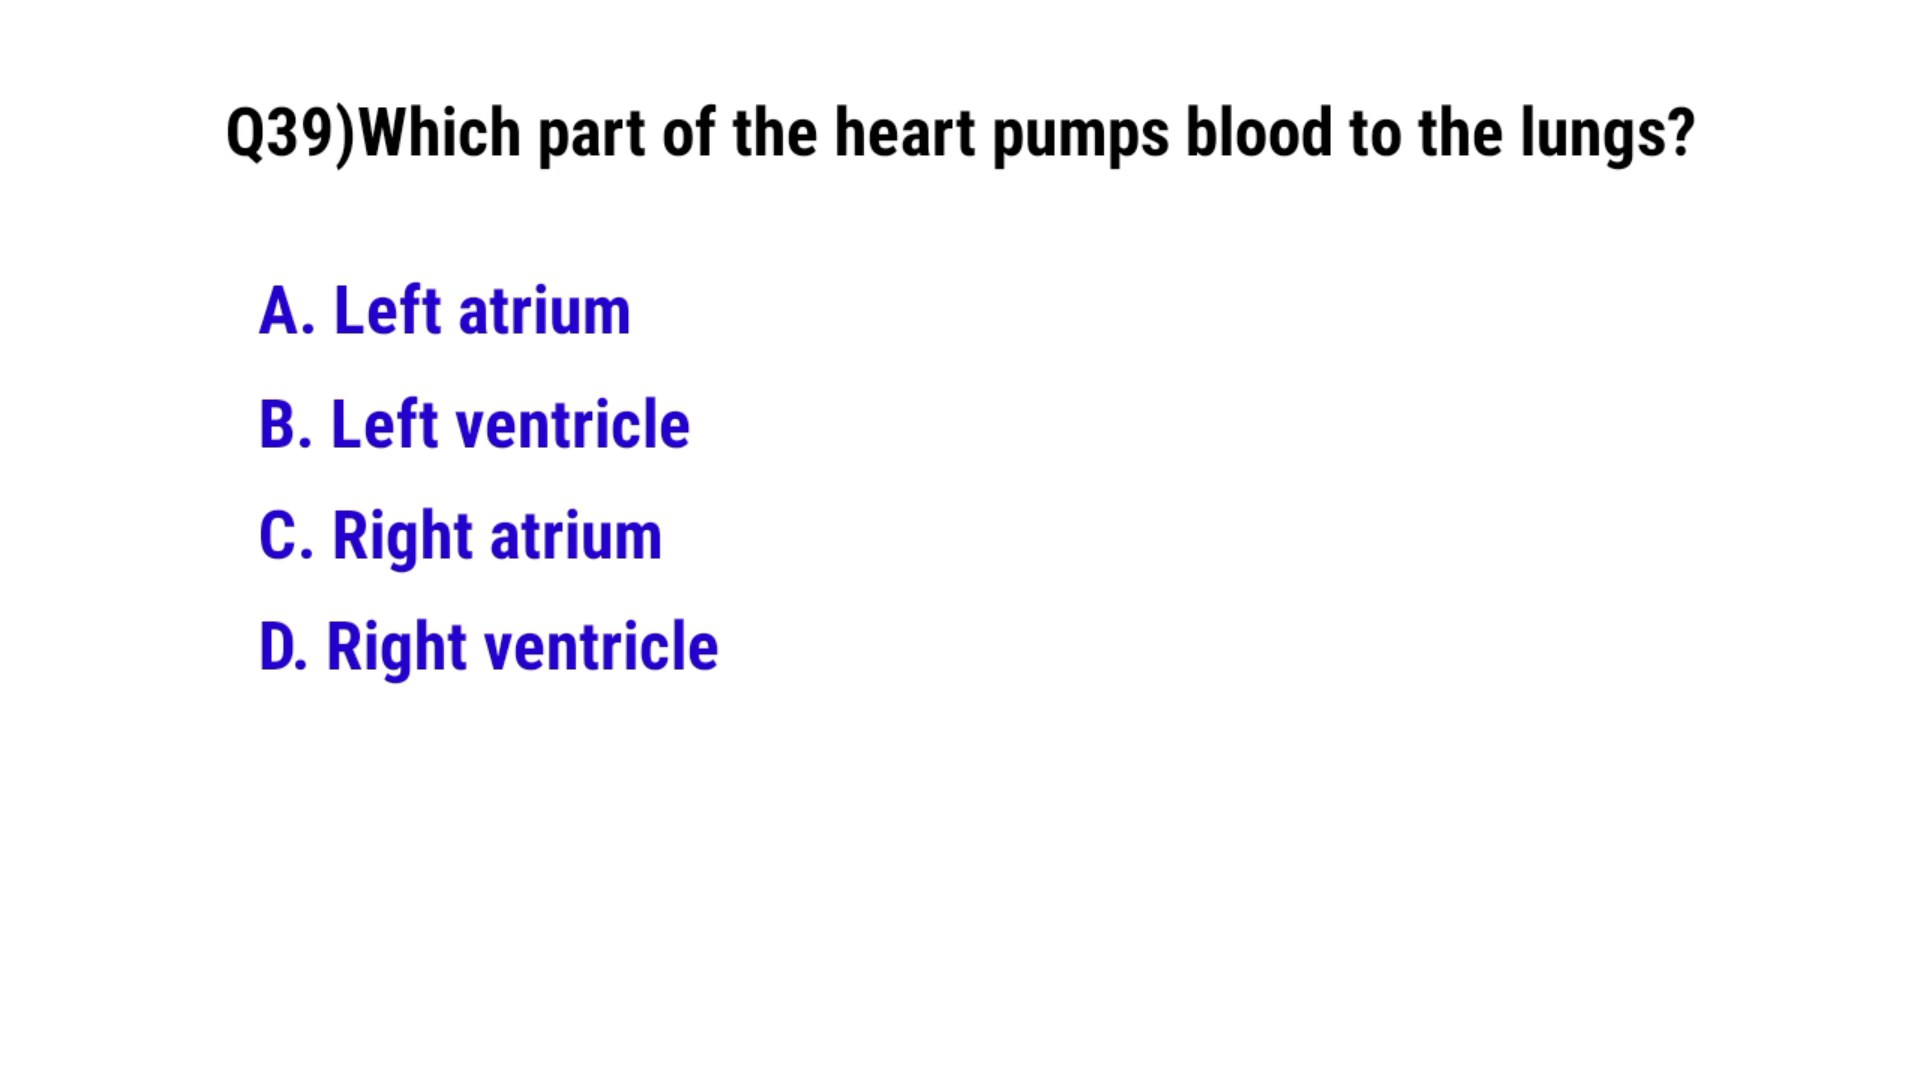 Q39)Which part of the heart pumps blood to the lungs?
A. Left atrium
B. Left ventricle
C. Right atrium
D. Right ventricle